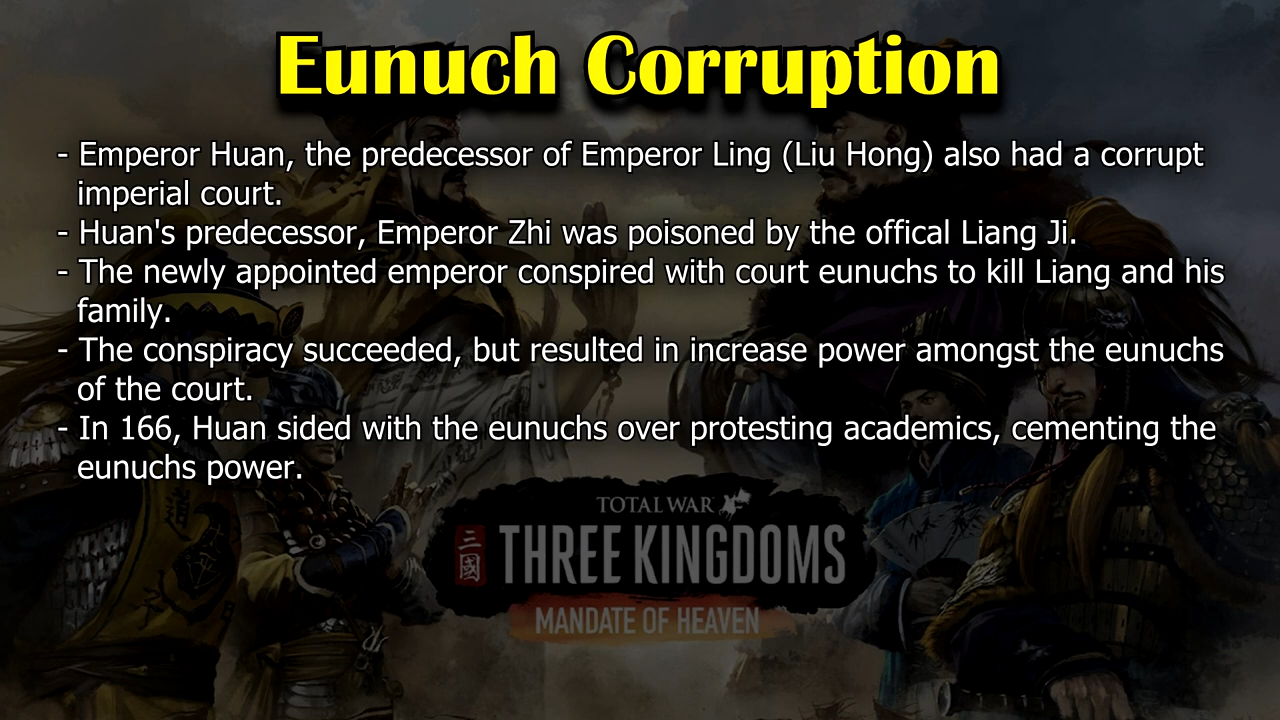 Eunuch Corruption
- Emperor Huan, the predecessor of Emperor Ling (Liu Hong) also had a corrupt
imperial court.
- Huan's predecessor, Emperor Zhi was poisoned by the offical Liang Ji.
- The newly appointed emperor conspired with court eunuchs to kill Liang and his
family.
- The conspiracy succeeded, but resulted in increase power amongst the eunuchs
of the court.
- In 166, Huan sided with the eunuchs over protesting academics, cementing the
eunuchs power.
TOTAL WAR
三國 THREE KINGDOMS
MANDATE OF HEAVEN